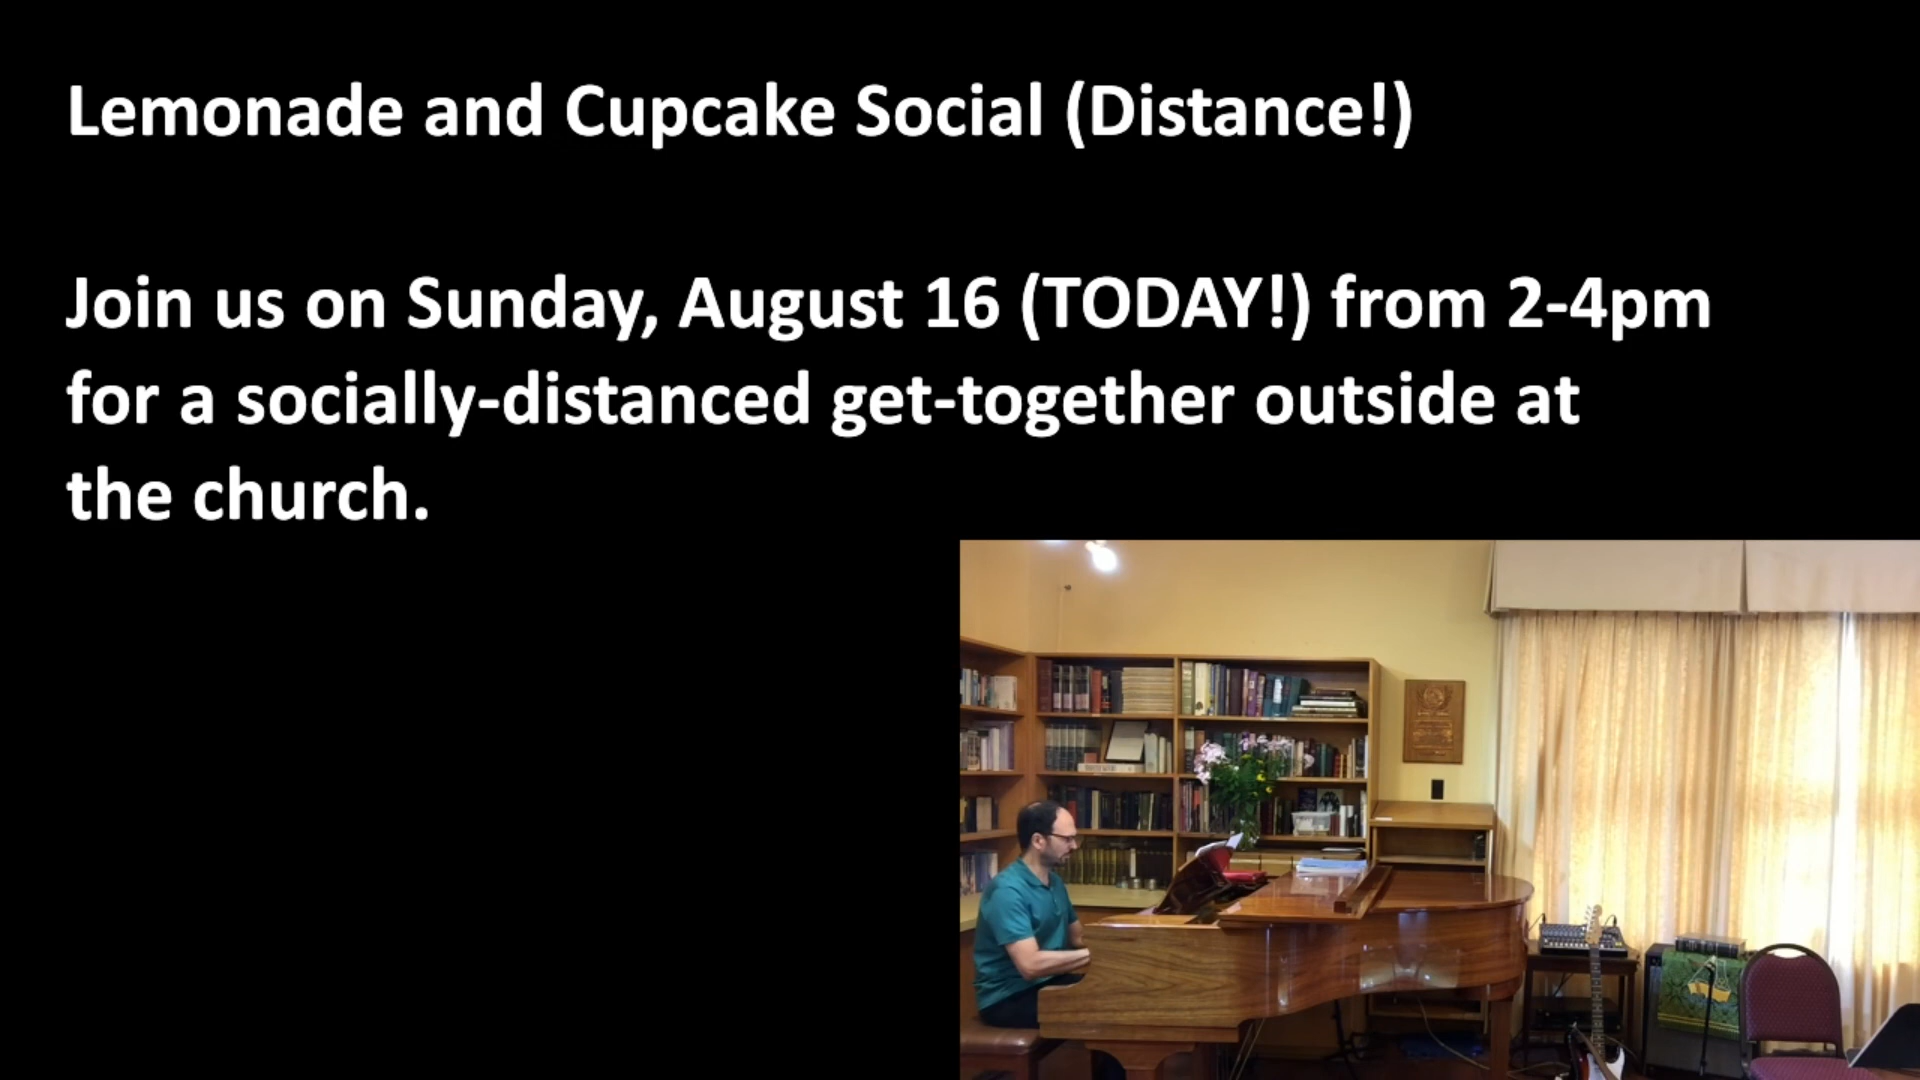 Lemonade and Cupcake Social (Distance!)
Join us on Sunday, August 16 (TODAY!) from 2-4pm
for a socially-distanced get-together outside at
the church.